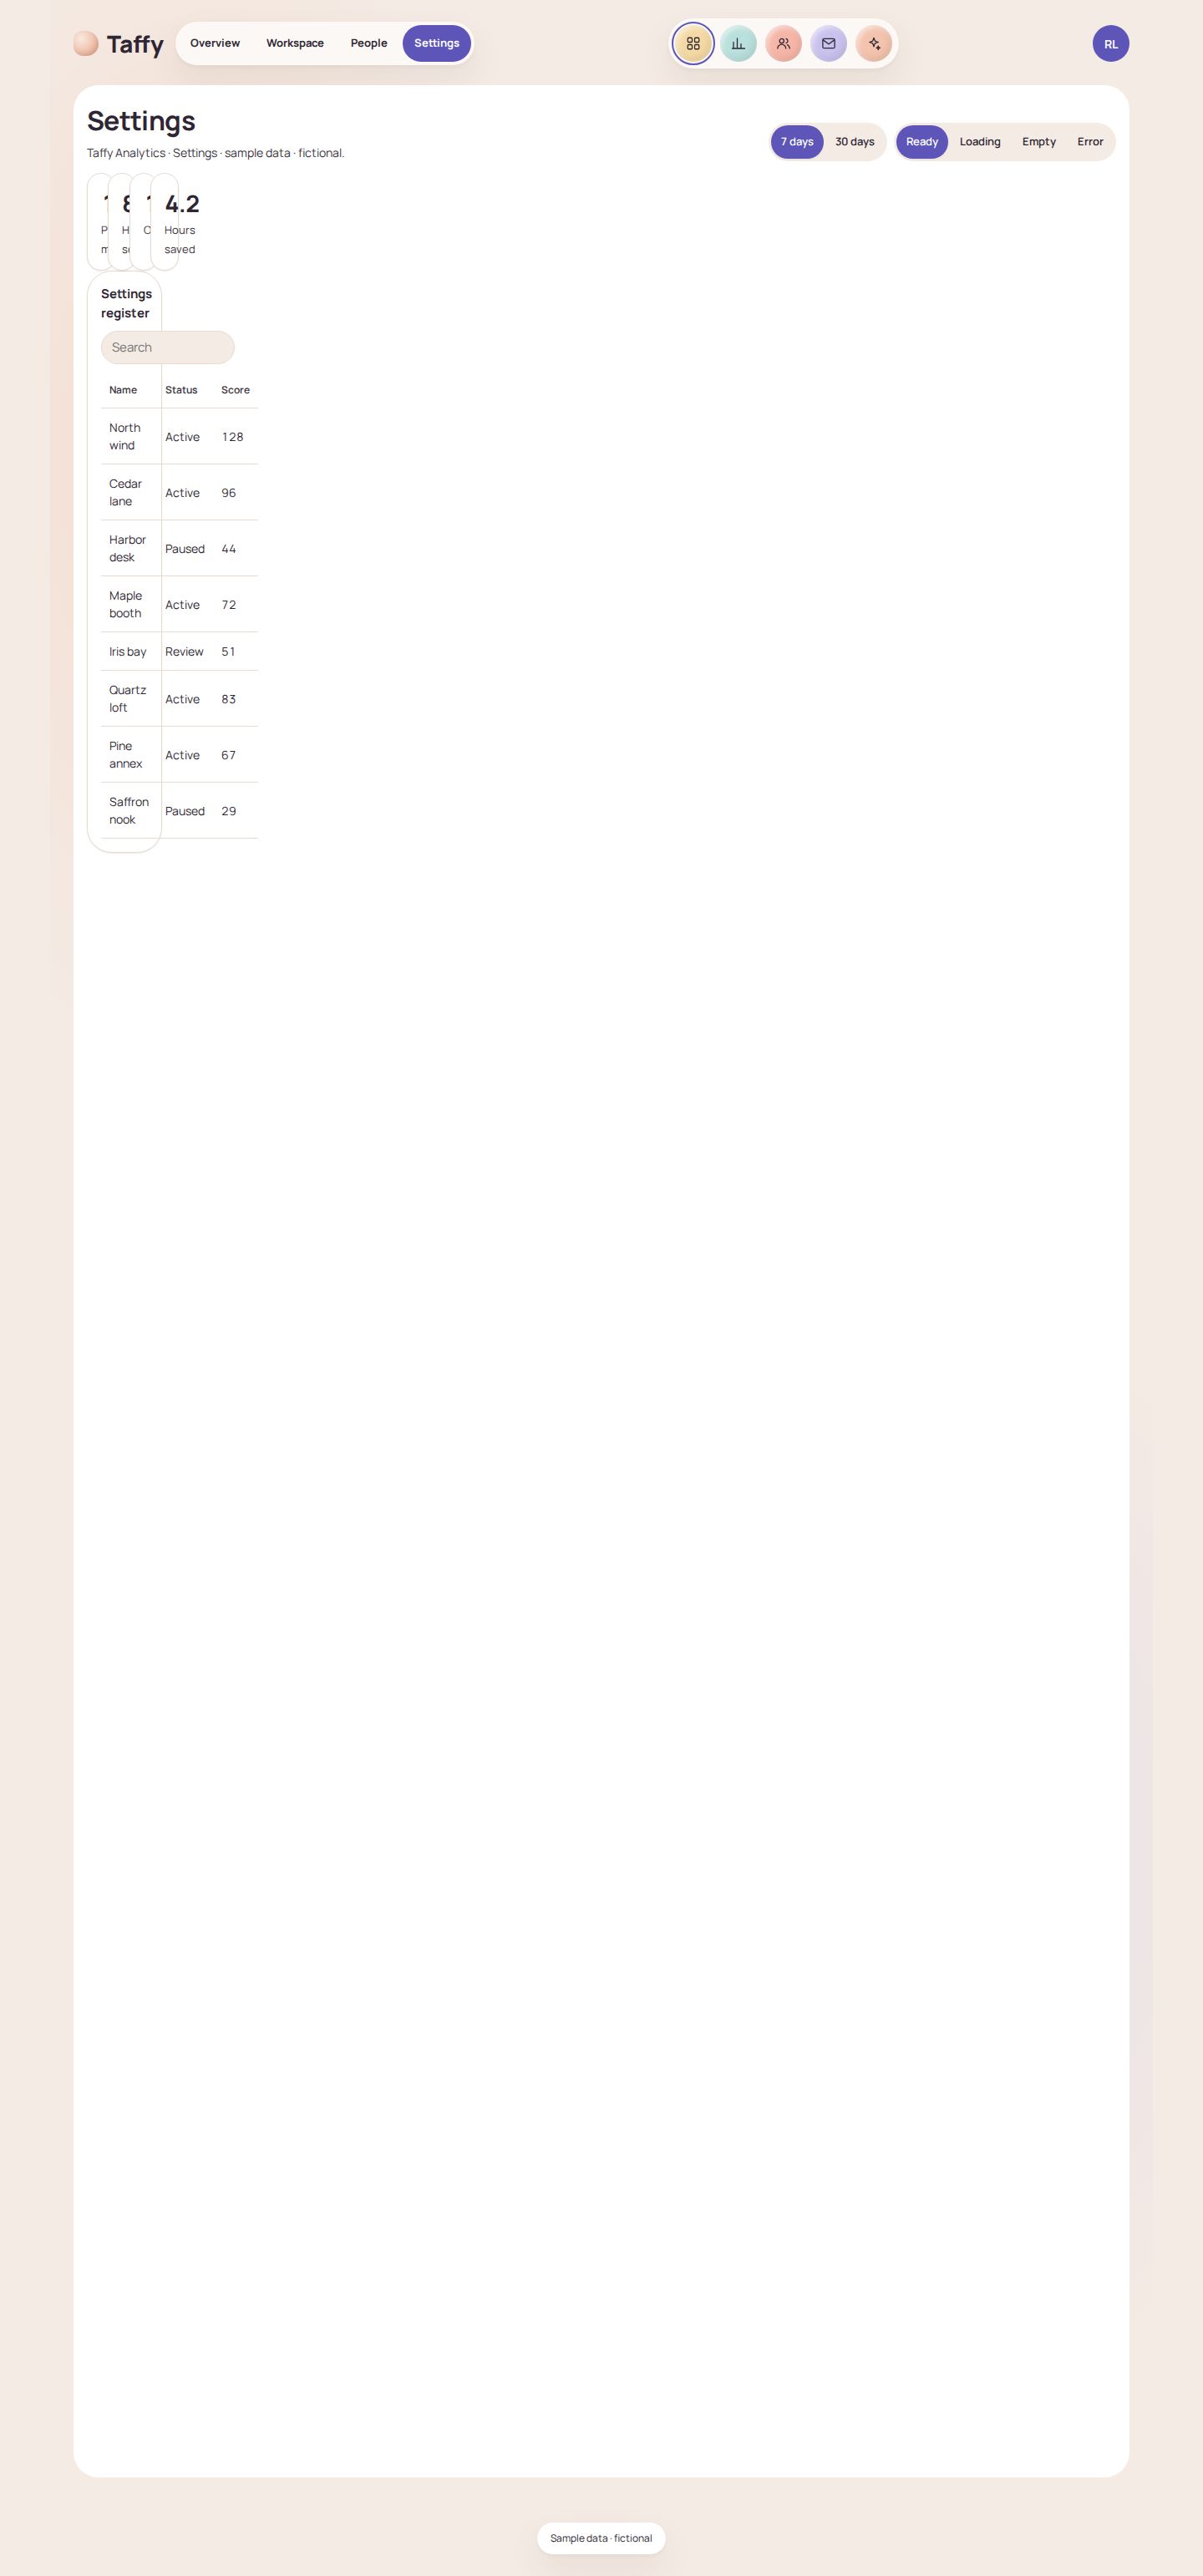 Taffy
Overview
Workspace
People
Settings
RL
Settings
Taffy Analytics · Settings · sample data · fictional.
7 days
30 days
Ready
Loading
Empty
Error
4.2
Hours
saved
Settings
register
Search
Name Status Score
North
wind
Active
128
Cedar
lane
Active
96
Harbor
desk
Paused
44
Maple
booth
Active
72
Iris bay
Review
51
Quartz
loft
Active
83
Pine
annex
Active
67
Saffron
nook
Paused
29
Sample data · fictional